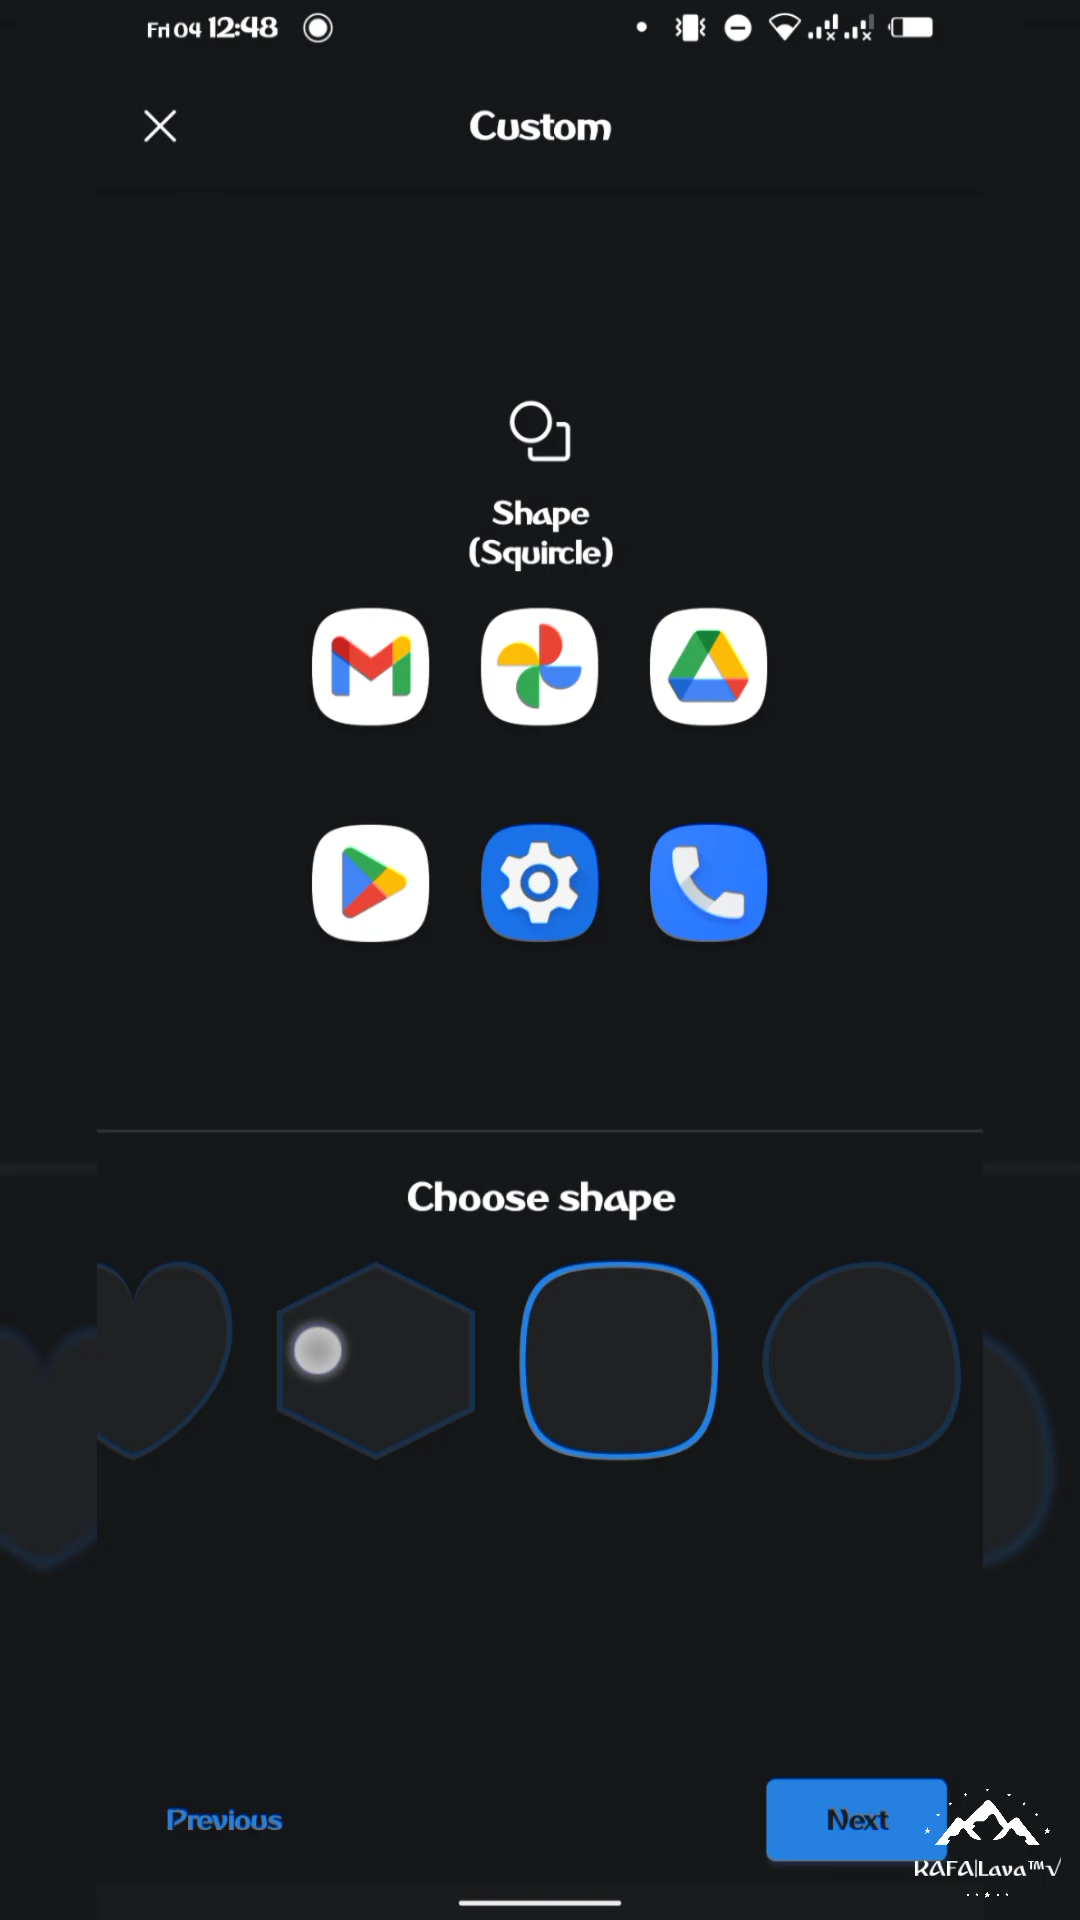 Fri 04 12:48
Custom
Shape
(Squircle)
Choose shape
Previous
Next
RAFA|Lava™√